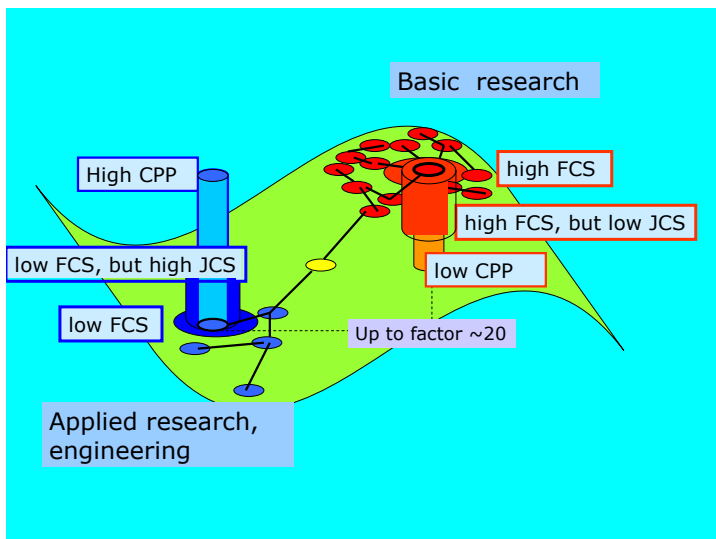 Basic research
high FCS
High CPP
high FCS, but low JCS
low FCS, but high JCS
low CPP
low FCS
Up to factor ~20
Applied research,
engineering